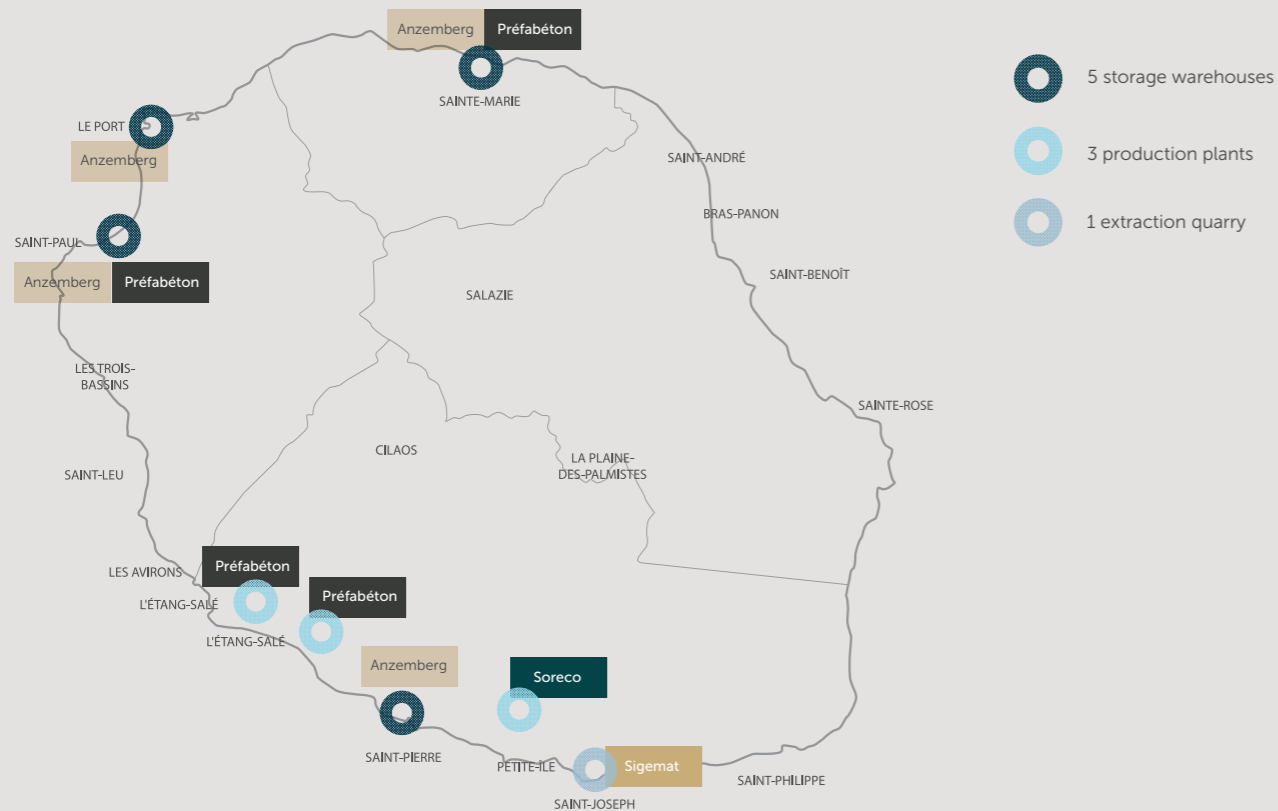 Anzemberg
Préfabéton
SAINTE-MARIE
LE PORT
Anzemberg
SAINT-PAUL
Anzemberg
Préfabéton
SAINT-ANDRÉ
BRAS-PANON
SAINT-BENOÎT
SALAZIE
LES TROIS-
BASSINS
SAINTE-ROSE
CILAOS
LA PLAINE-
DES-PALMISTES
SAINT-LEU
LES AVIRONS
Préfabéton
L'ÉTANG-SALÉ
Préfabéton
L'ÉTANG-SALÉ
Anzemberg
Soreco
SAINT-PIERRE
PETITE-ILE
Sigemat
SAINT-JOSEPH
SAINT-PHILIPPE
5 storage warehouses
3 production plants
1 extraction quarry